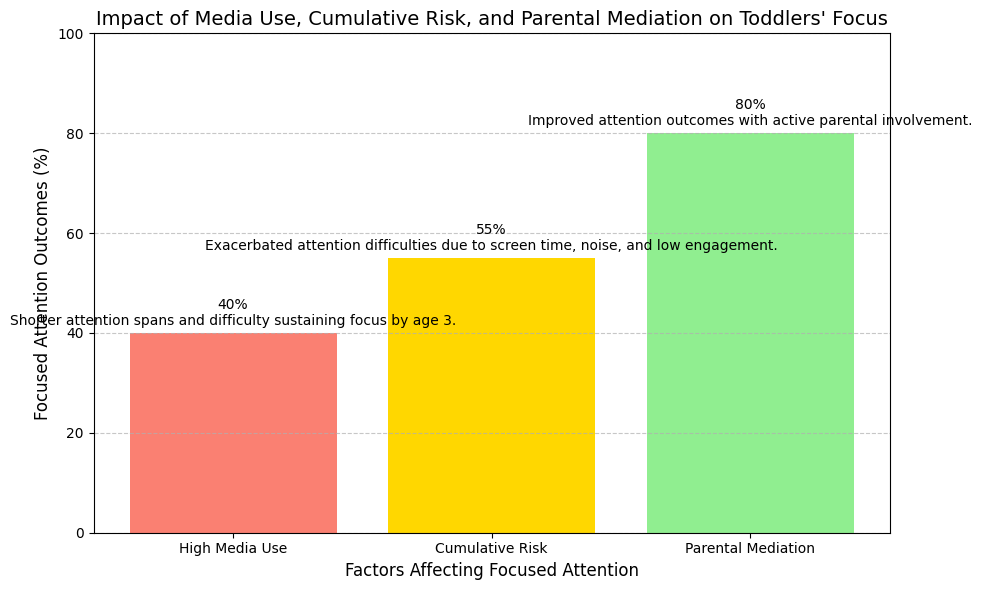 Impact of Media Use, Cumulative Risk, and Parental Mediation on Toddlers' Focus
Focused Attention Outcomes (%)
100
80
60
40
20
0
80%
Improved attention outcomes with active parental involvement.
55%
Exacerbated attention difficulties due to screen time, noise, and low engagement.
40%
Shorter attention spans and difficulty sustaining focus by age 3.
High Media Use
Cumulative Risk
Parental Mediation
Factors Affecting Focused Attention